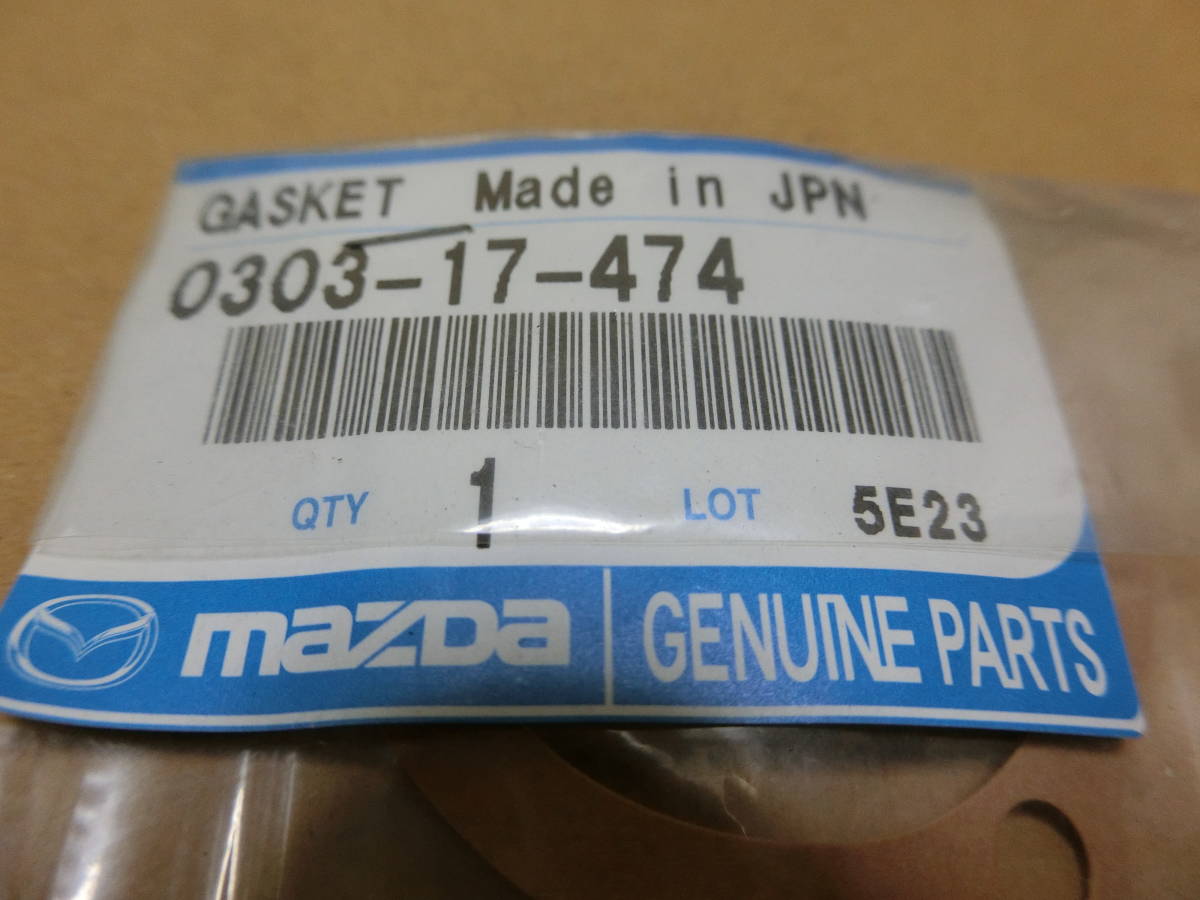 GASKET Made in JPN
0303-17-474
QTY 1 LOT 5E23
mazda GENUINE PARTS